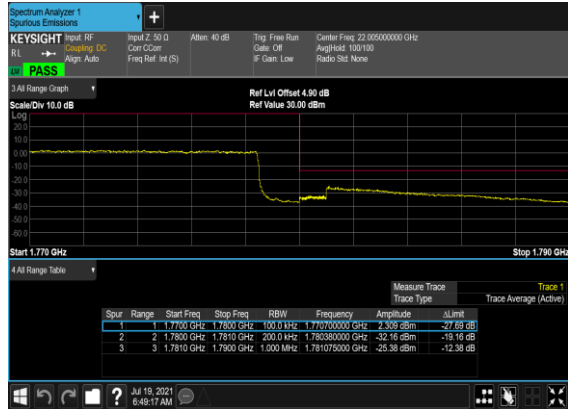 Spectrum Analyzer 1
Spurious Emissions
+
KEYSIGHT Input: RF Input Z: 50 Ω Atten: 40 dB Trig: Free Run Center Freq: 22.005000000 GHz
RL Coupling: DC Corr CCorr Gate: Off Avg|Hold: 100/100
Align: Auto Freq Ref: Int (S) IF Gain: Low Radio Std: None
PASS
3 All Range Graph
Ref Lvl Offset 4.90 dB
Scale/Div 10.0 dB Ref Value 30.00 dBm
Log
20.0
10.0
0.00
-10.0
-20.0
-30.0
-40.0
-50.0
-60.0
Start 1.770 GHz Stop 1.790 GHz
4 All Range Table
Measure Trace Trace 1
Trace Type Trace Average (Active)
Spur Range Start Freq Stop Freq RBW Frequency Amplitude ΔLimit
1 1 1.7700 GHz 1.7800 GHz 100.0 kHz 1.770700000 GHz 2.309 dBm -27.69 dB
2 2 1.7800 GHz 1.7810 GHz 200.0 kHz 1.780380000 GHz -32.16 dBm -19.16 dB
3 3 1.7810 GHz 1.7900 GHz 1.000 MHz 1.781075000 GHz -25.38 dBm -12.38 dB
? Jul 19, 2021
6:49:17 AM